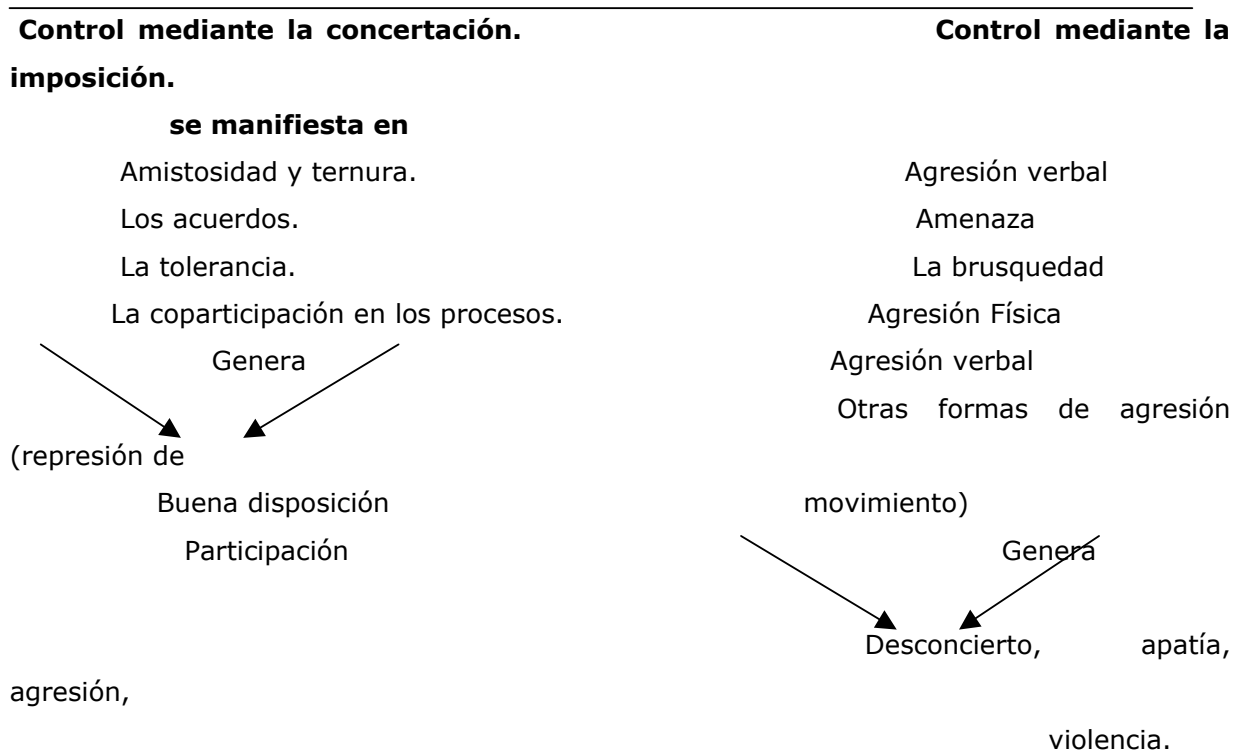 Control mediante la concertación. Control mediante la
imposición.
se manifiesta en
Amistosidad y ternura. Agresión verbal
Los acuerdos. Amenaza
La tolerancia. La brusquedad
La coparticipación en los procesos. Agresión Física
Genera Agresión verbal
Otras formas de agresión
(represión de
Buena disposición movimiento)
Participación Genera
Desconcierto, apatía,
agresión,
violencia.